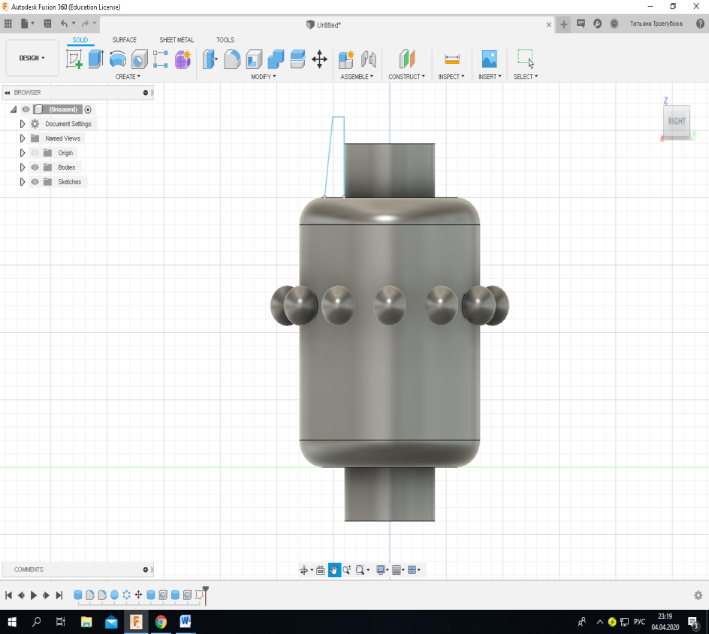 Autodesk Fusion 360 (Education License)
Untitled*
Татьяна Трсегубова
DESIGN
SOLID
SURFACE
SHEET METAL
TOOLS
CREATE
MODIFY
ASSEMBLE
CONSTRUCT
INSPECT
INSERT
SELECT
BROWSER
(Unsaved)
Document Settings
Named Views
Origin
Bodies
Sketches
Z
RIGHT
X
Y
COMMENTS
РУС
23:19
04.04.2020